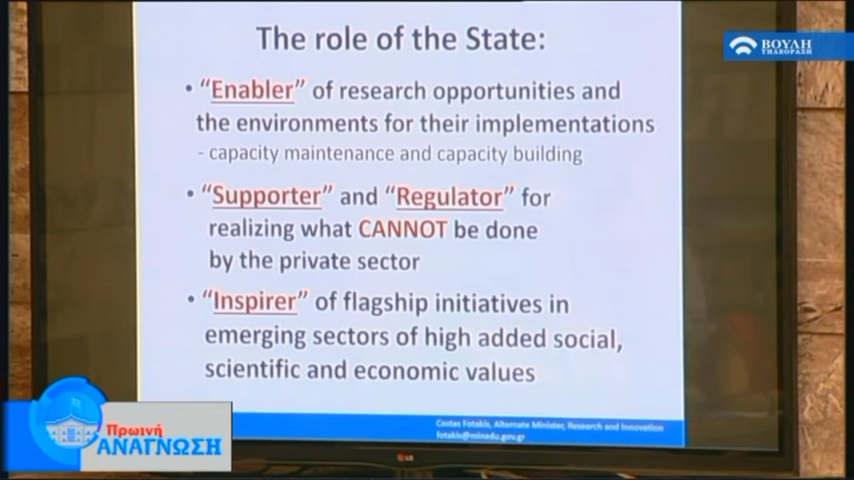 The role of the State:
• “Enabler” of research opportunities and
the environments for their implementations
- capacity maintenance and capacity building
• “Supporter” and “Regulator” for
realizing what CANNOT be done
by the private sector
• “Inspirer” of flagship initiatives in
emerging sectors of high added social,
scientific and economic values
Costas Fotakis, Alternate Minister, Research and Innovation
fotakis@minedu.gov.gr
LG
ΒΟΥΛΗ
ΤΗΛΕΟΡΑΣΗ
Πρωινή
ΑΝΑΓΝΩΣΗ